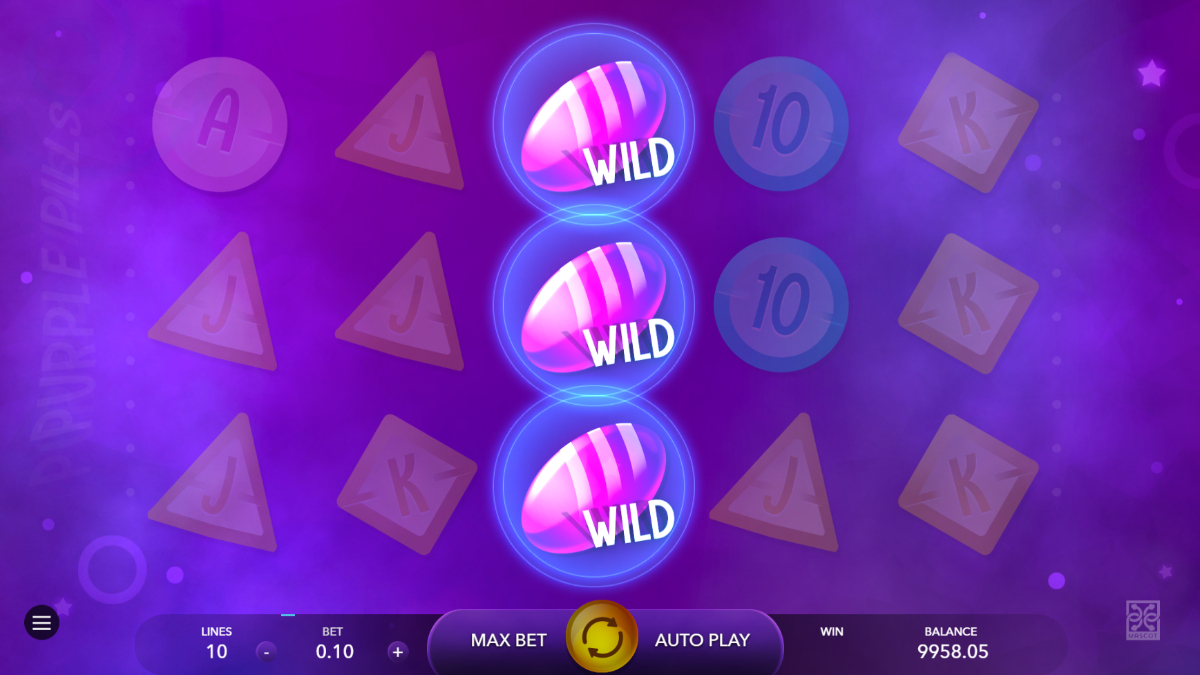 A J WILD 10 K
J J WILD 10 K
J K WILD J K
PURPLE PILLS
LINES BET WIN BALANCE
10 - 0.10 + MAX BET AUTO PLAY 9958.05
MASCOT